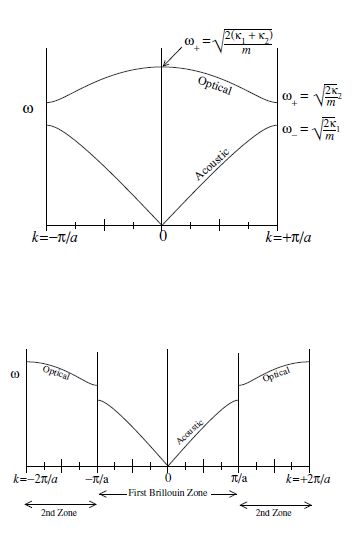 ω₊ = √(2(κ₁ + κ₂)/m)
Optical
ω
ω₊ = √(2κ₂/m)
ω₋ = √(2κ₁/m)
Acoustic
k=−π/a
0
k=+π/a
ω
Optical
Optical
Acoustic
k=−2π/a
−π/a
0
π/a
k=+2π/a
First Brillouin Zone
2nd Zone
2nd Zone